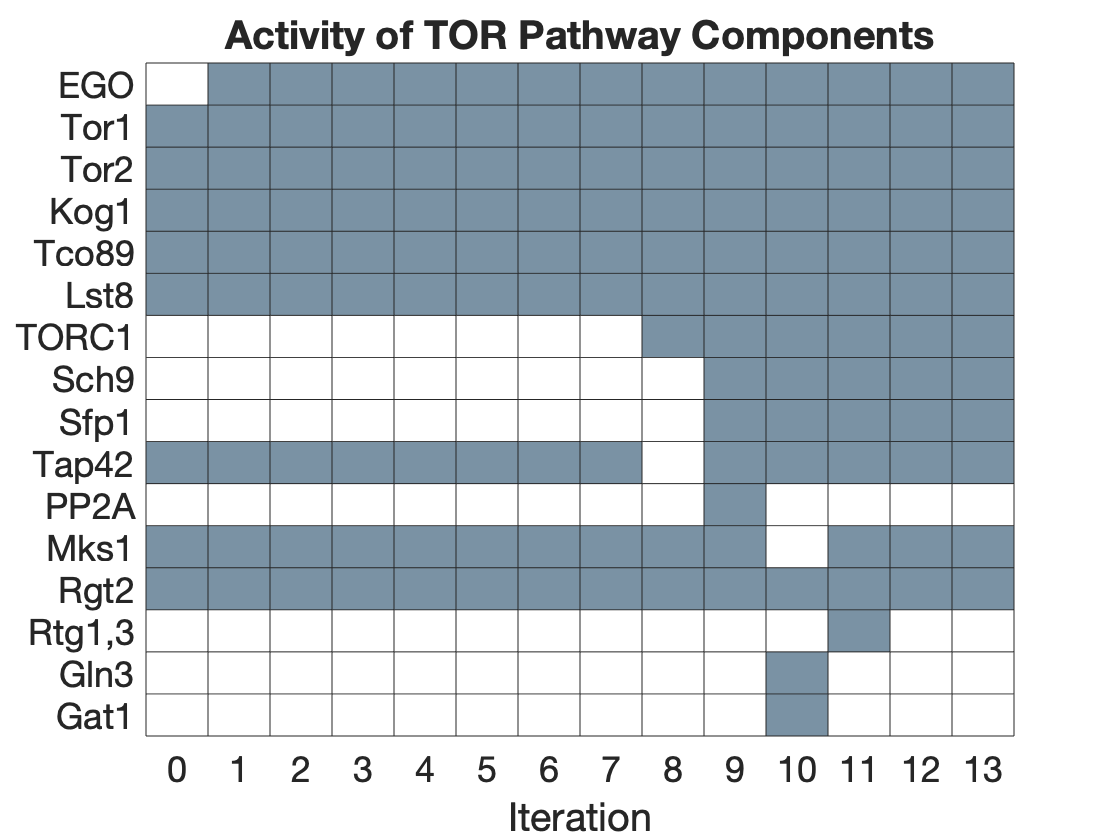 Activity of TOR Pathway Components
EGO
Tor1
Tor2
Kog1
Tco89
Lst8
TORC1
Sch9
Sfp1
Tap42
PP2A
Mks1
Rgt2
Rtg1,3
Gln3
Gat1
0 1 2 3 4 5 6 7 8 9 10 11 12 13
Iteration